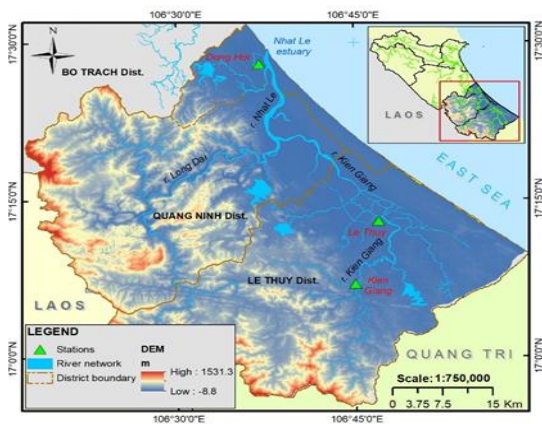 106°30'0"E
106°45'0"E
17°30'0"N
17°30'0"N
N
Nhat Le
estuary
Dong Hoi
BO TRACH Dist.
LAOS
r. Nhat Le
r. Long Dai
r. Kien Giang
EAST SEA
17°15'0"N
17°15'0"N
QUANG NINH Dist.
Le Thuy
r. Kien Giang
LE THUY Dist.
Kien
Giang
LAOS
LEGEND
Stations
River network
District boundary
DEM
m
High : 1531.3
Low : -8.8
QUANG TRI
17°0'0"N
17°0'0"N
Scale: 1:750,000
0 3.75 7.5 15 Km
106°30'0"E
106°45'0"E